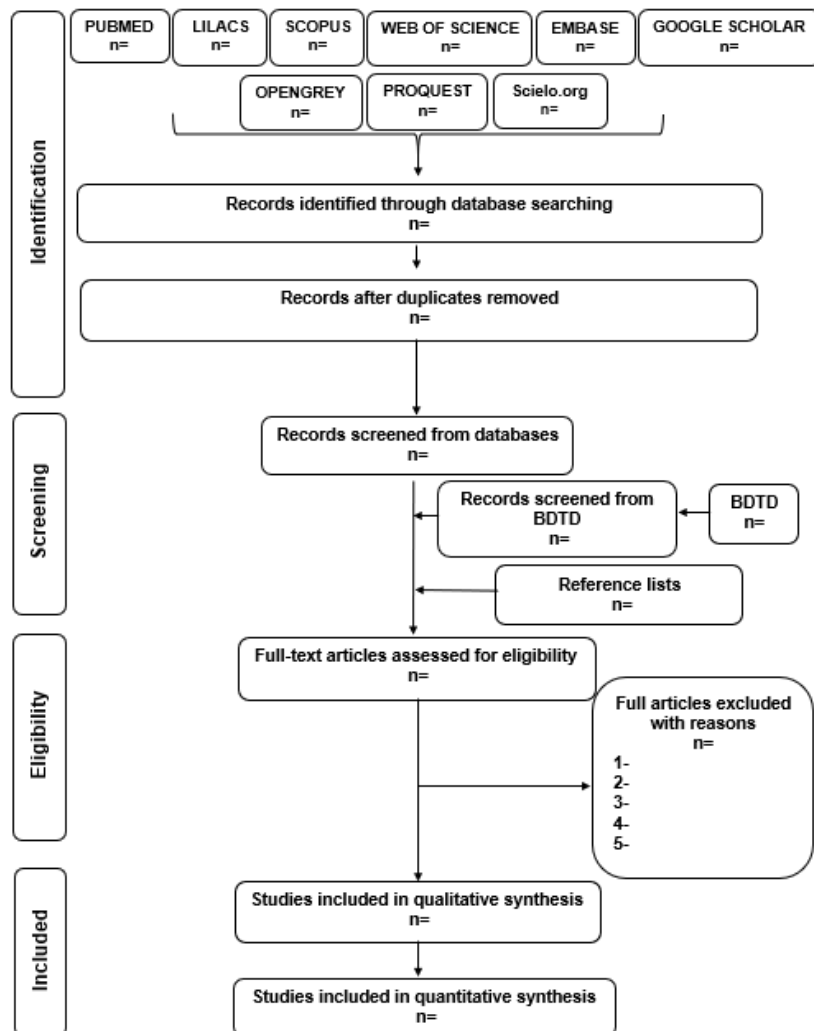 PUBMED
n=
LILACS
n=
SCOPUS
n=
WEB OF SCIENCE
n=
EMBASE
n=
GOOGLE SCHOLAR
n=
OPENGREY
n=
PROQUEST
n=
Scielo.org
n=
Identification
Records identified through database searching
n=
Records after duplicates removed
n=
Screening
Records screened from databases
n=
Records screened from
BDTD
n=
BDTD
n=
Reference lists
n=
Eligibility
Full-text articles assessed for eligibility
n=
Full articles excluded
with reasons
n=
1-
2-
3-
4-
5-
Included
Studies included in qualitative synthesis
n=
Studies included in quantitative synthesis
n=